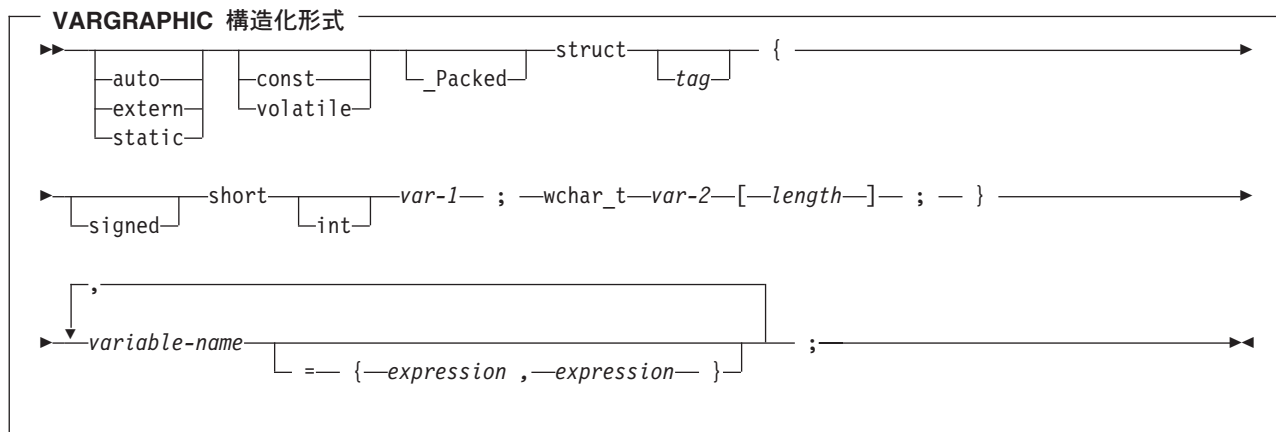 VARGRAPHIC 構造化形式
struct { 
auto const _Packed tag
extern volatile
static
short var-1 ; wchar_t var-2 [ length ] ; }
signed int
,
variable-name ;
= { expression , expression }